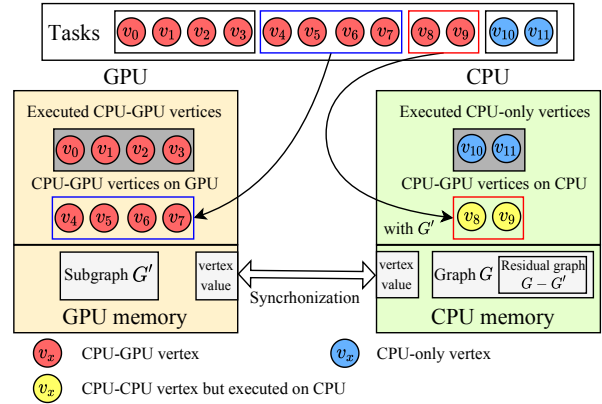 Tasks v0 v1 v2 v3 v4 v5 v6 v7 v8 v9 v10 v11
GPU CPU
Executed CPU-GPU vertices
v0 v1 v2 v3
CPU-GPU vertices on GPU
v4 v5 v6 v7
Subgraph G′
vertex
value
GPU memory
Syncrhonization
Executed CPU-only vertices
v10 v11
CPU-GPU vertices on CPU
with G′
v8 v9
vertex
value
Graph G
Residual graph
G − G′
CPU memory
vx CPU-GPU vertex
vx CPU-only vertex
vx CPU-CPU vertex but executed on CPU